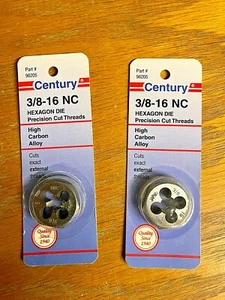 Part #
96205
Century
3/8-16 NC
HEXAGON DIE
Precision Cut Threads
High
Carbon
Alloy
Cuts
exact
external
threads
Quality
Since
1940
Part #
96205
Century
3/8-16 NC
HEXAGON DIE
Precision Cut Threads
High
Carbon
Alloy
Cuts
exact
external
threads
Quality
Since
1940